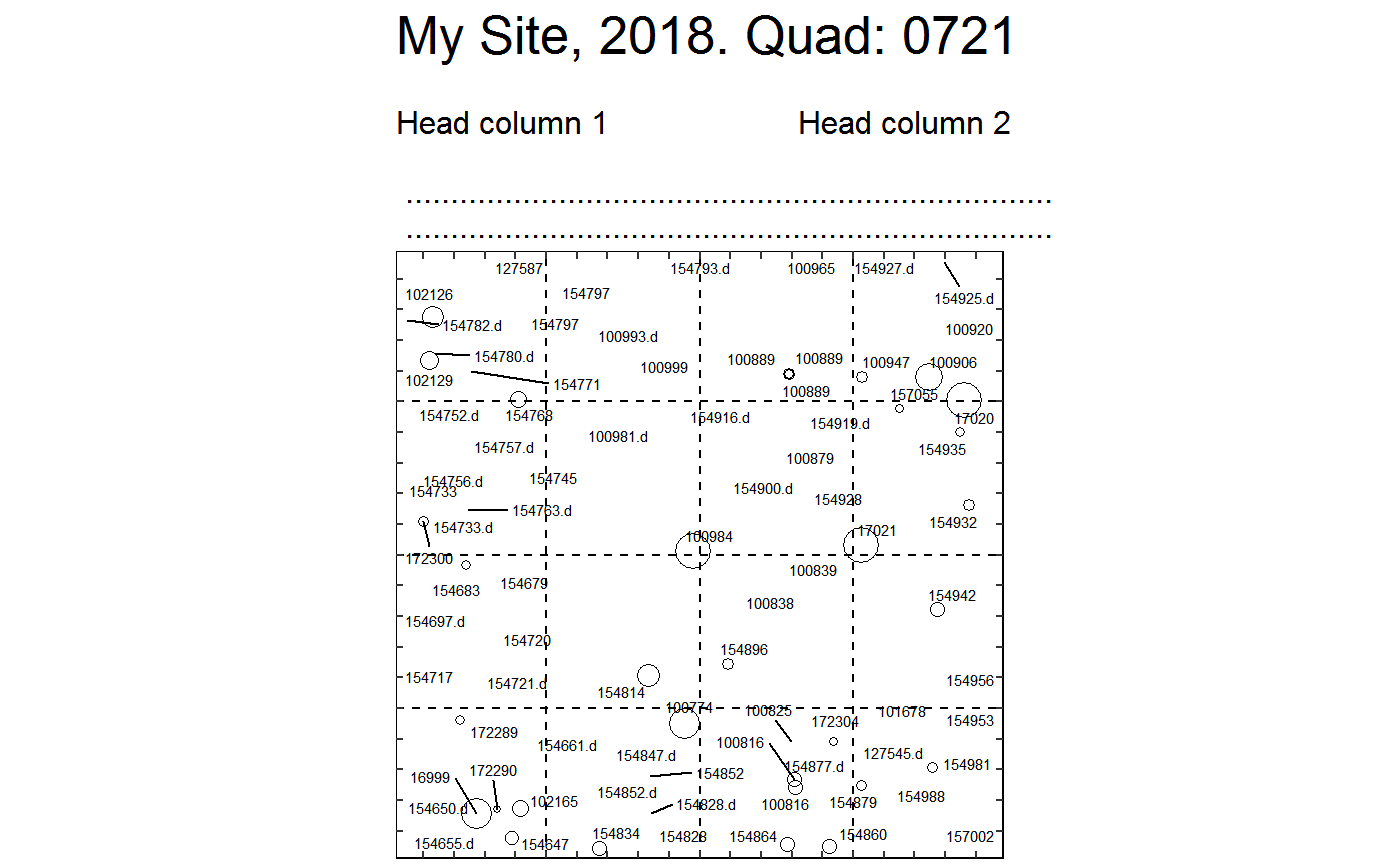 My Site, 2018. Quad: 0721
Head column 1 Head column 2
................................................................................
................................................................................
127587 154793.d 100965 154927.d
102126 154797 154925.d
154782.d 154797 100993.d 100920
154780.d 100999 100889 100889 100947 100906
102129 154771 100889 157055
154752.d 154768 154916.d 154919.d 17020
154757.d 100981.d 100879 154935
154756.d 154745 154900.d
154733 154928
154763.d
154733.d 100984 17021 154932
172300 100839
154683 154679 100838 154942
154697.d
154720 154896
154717 154721.d 154814 154956
100774 100825 101678
172289 172304 154953
154661.d 154847.d 100816 127545.d
16999 172290 154852 154877.d 154981
154650.d 102165 154852.d 154828.d 100816 154879 154988
154655.d 154647 154834 154828 154864 154860 157002